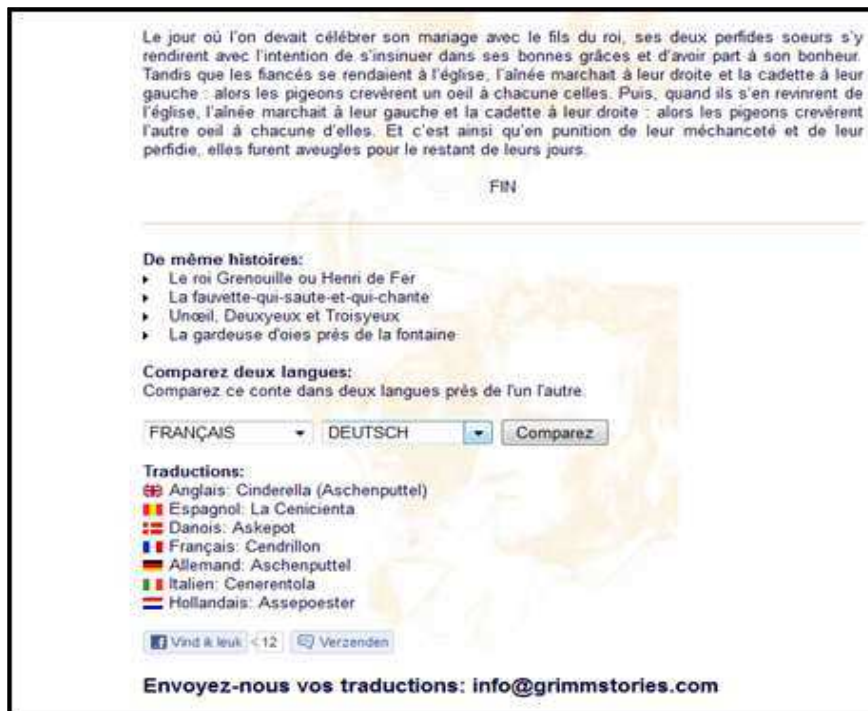 Le jour où l'on devait célébrer son mariage avec le fils du roi, ses deux perfides soeurs s'y
rendirent avec l'intention de s'insinuer dans ses bonnes grâces et d'avoir part à son bonheur.
Tandis que les fiancés se rendaient à l'église, l'aînée marchait à leur droite et la cadette à leur
gauche : alors les pigeons crevèrent un oeil à chacune celles. Puis, quand ils s'en revinrent de
l'église, l'aînée marchait à leur gauche et la cadette à leur droite : alors les pigeons crevèrent
l'autre oeil à chacune d'elles. Et c'est ainsi qu'en punition de leur méchanceté et de leur
perfidie, elles furent aveugles pour le restant de leurs jours.
FIN
De même histoires:
Le roi Grenouille ou Henri de Fer
La fauvette-qui-saute-et-qui-chante
Unœil, Deuxyeux et Troisyeux
La gardeuse d'oies près de la fontaine
Comparez deux langues:
Comparez ce conte dans deux langues près de l'un l'autre.
FRANÇAIS DEUTSCH Comparez
Traductions:
Anglais: Cinderella (Aschenputtel)
Espagnol: La Cenicienta
Danois: Askepot
Français: Cendrillon
Allemand: Aschenputtel
Italien: Cenerentola
Hollandais: Assepoester
Vind ik leuk < 12 Verzenden
Envoyez-nous vos traductions: info@grimmstories.com